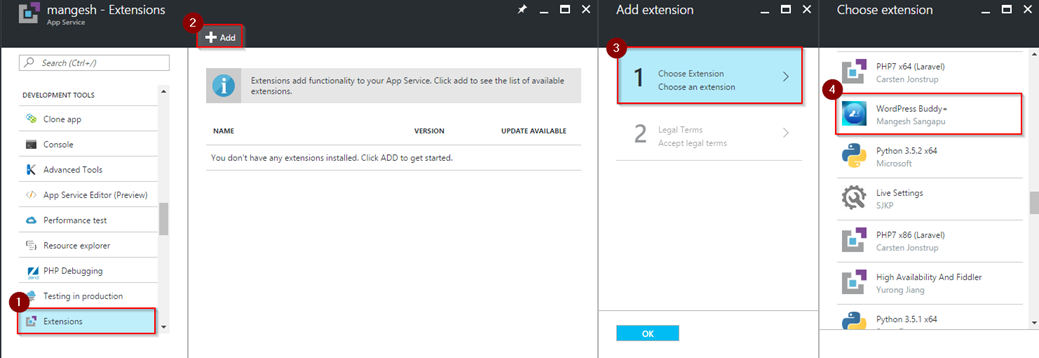 mangesh - Extensions
App Service
Search (Ctrl+/)
DEVELOPMENT TOOLS
Clone app
Console
Advanced Tools
App Service Editor (Preview)
Performance test
Resource explorer
PHP Debugging
Testing in production
1
Extensions
2
Add
Extensions add functionality to your App Service. Click add to see the list of available
extensions.
NAME VERSION UPDATE AVAILABLE
You don't have any extensions installed. Click ADD to get started.
Add extension
3
1
Choose Extension
Choose an extension
2
Legal Terms
Accept legal terms
OK
Choose extension
PHP7 x64 (Laravel)
Carsten Jonstrup
4
WordPress Buddy+
Mangesh Sangapu
Python 3.5.2 x64
Microsoft
Live Settings
SJKP
PHP7 x86 (Laravel)
Carsten Jonstrup
High Availability And Fiddler
Yurong Jiang
Python 3.5.1 x64